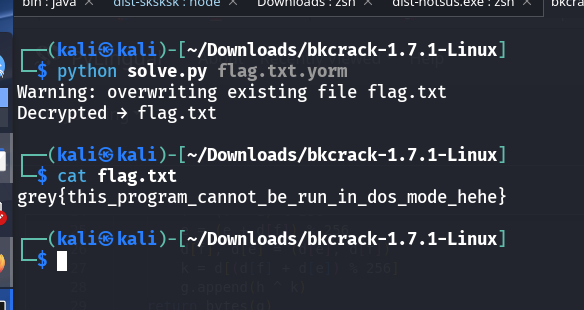 bin : java
dist-sksksk : node
Downloads : zsh
dist-notsus.exe : zsh
bkcra
┌──(kali㉿kali)-[~/Downloads/bkcrack-1.7.1-Linux]
└─$ python solve.py flag.txt.yorm
Warning: overwriting existing file flag.txt
Decrypted → flag.txt
┌──(kali㉿kali)-[~/Downloads/bkcrack-1.7.1-Linux]
└─$ cat flag.txt
grey{this_program_cannot_be_run_in_dos_mode_hehe}
┌──(kali㉿kali)-[~/Downloads/bkcrack-1.7.1-Linux]
└─$